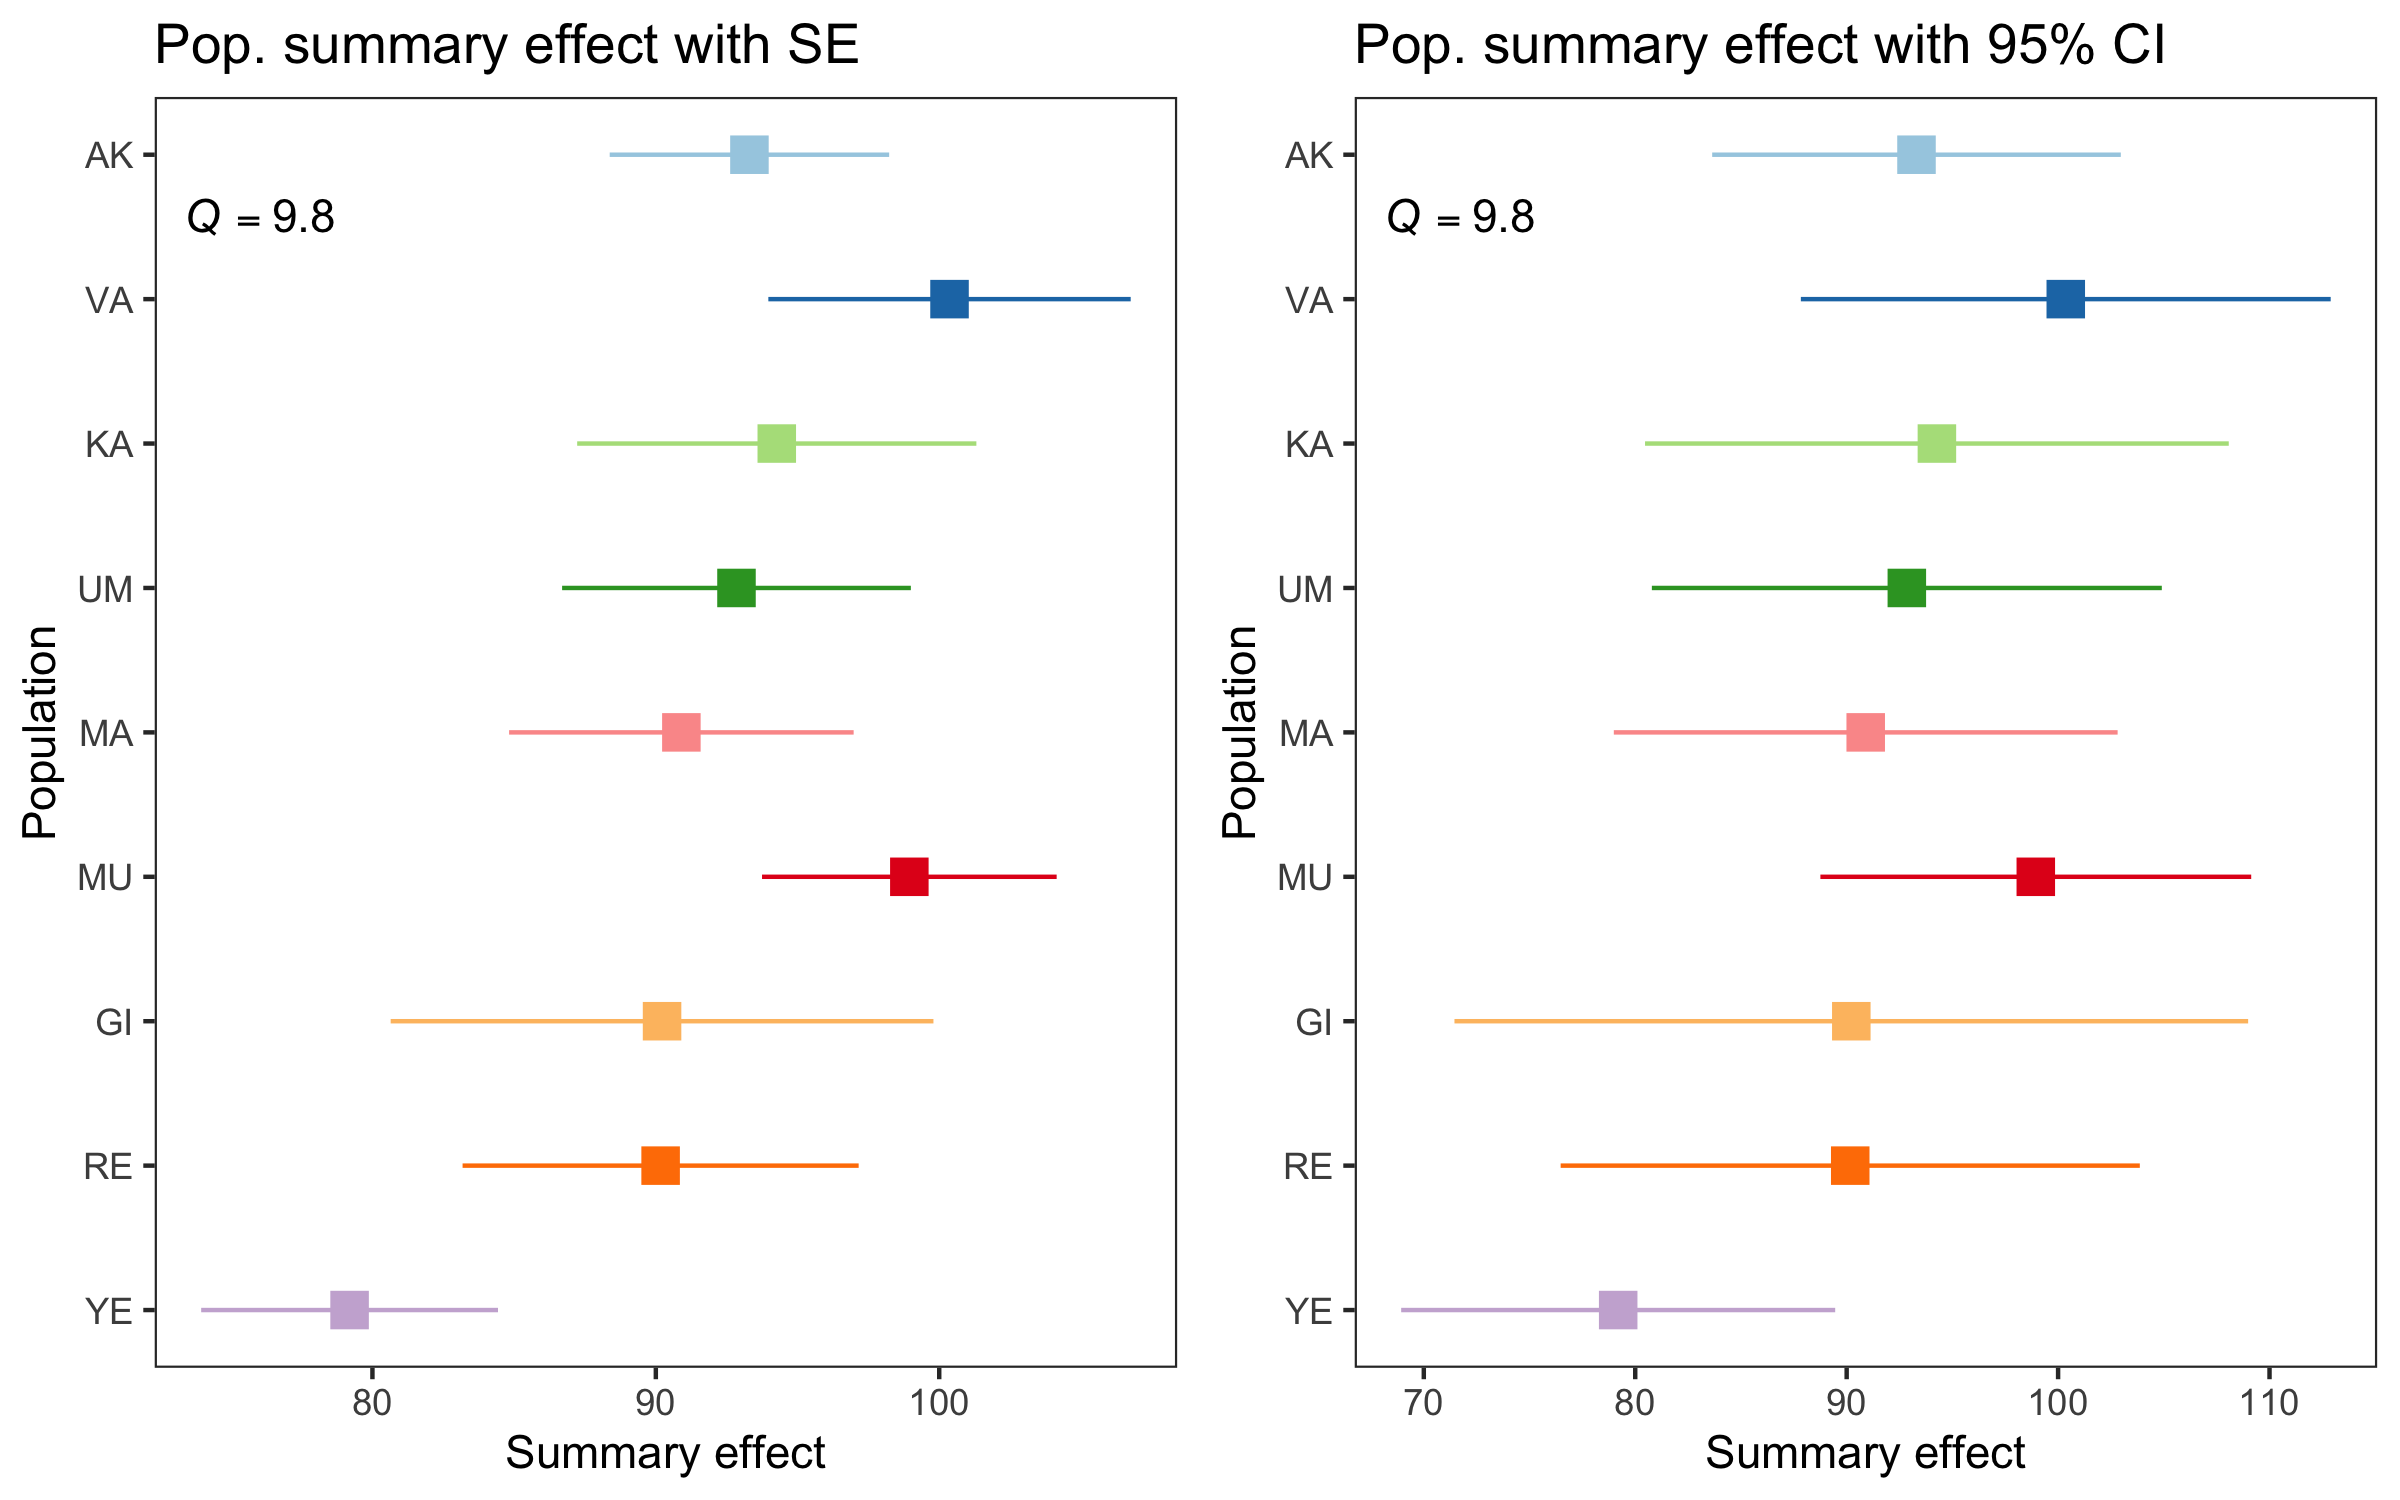 Pop. summary effect with SE
AK
Q = 9.8
VA
KA
UM
MA
MU
GI
RE
YE
Population
80 90 100
Summary effect
Pop. summary effect with 95% CI
AK
Q = 9.8
VA
KA
UM
MA
MU
GI
RE
YE
Population
70 80 90 100 110
Summary effect